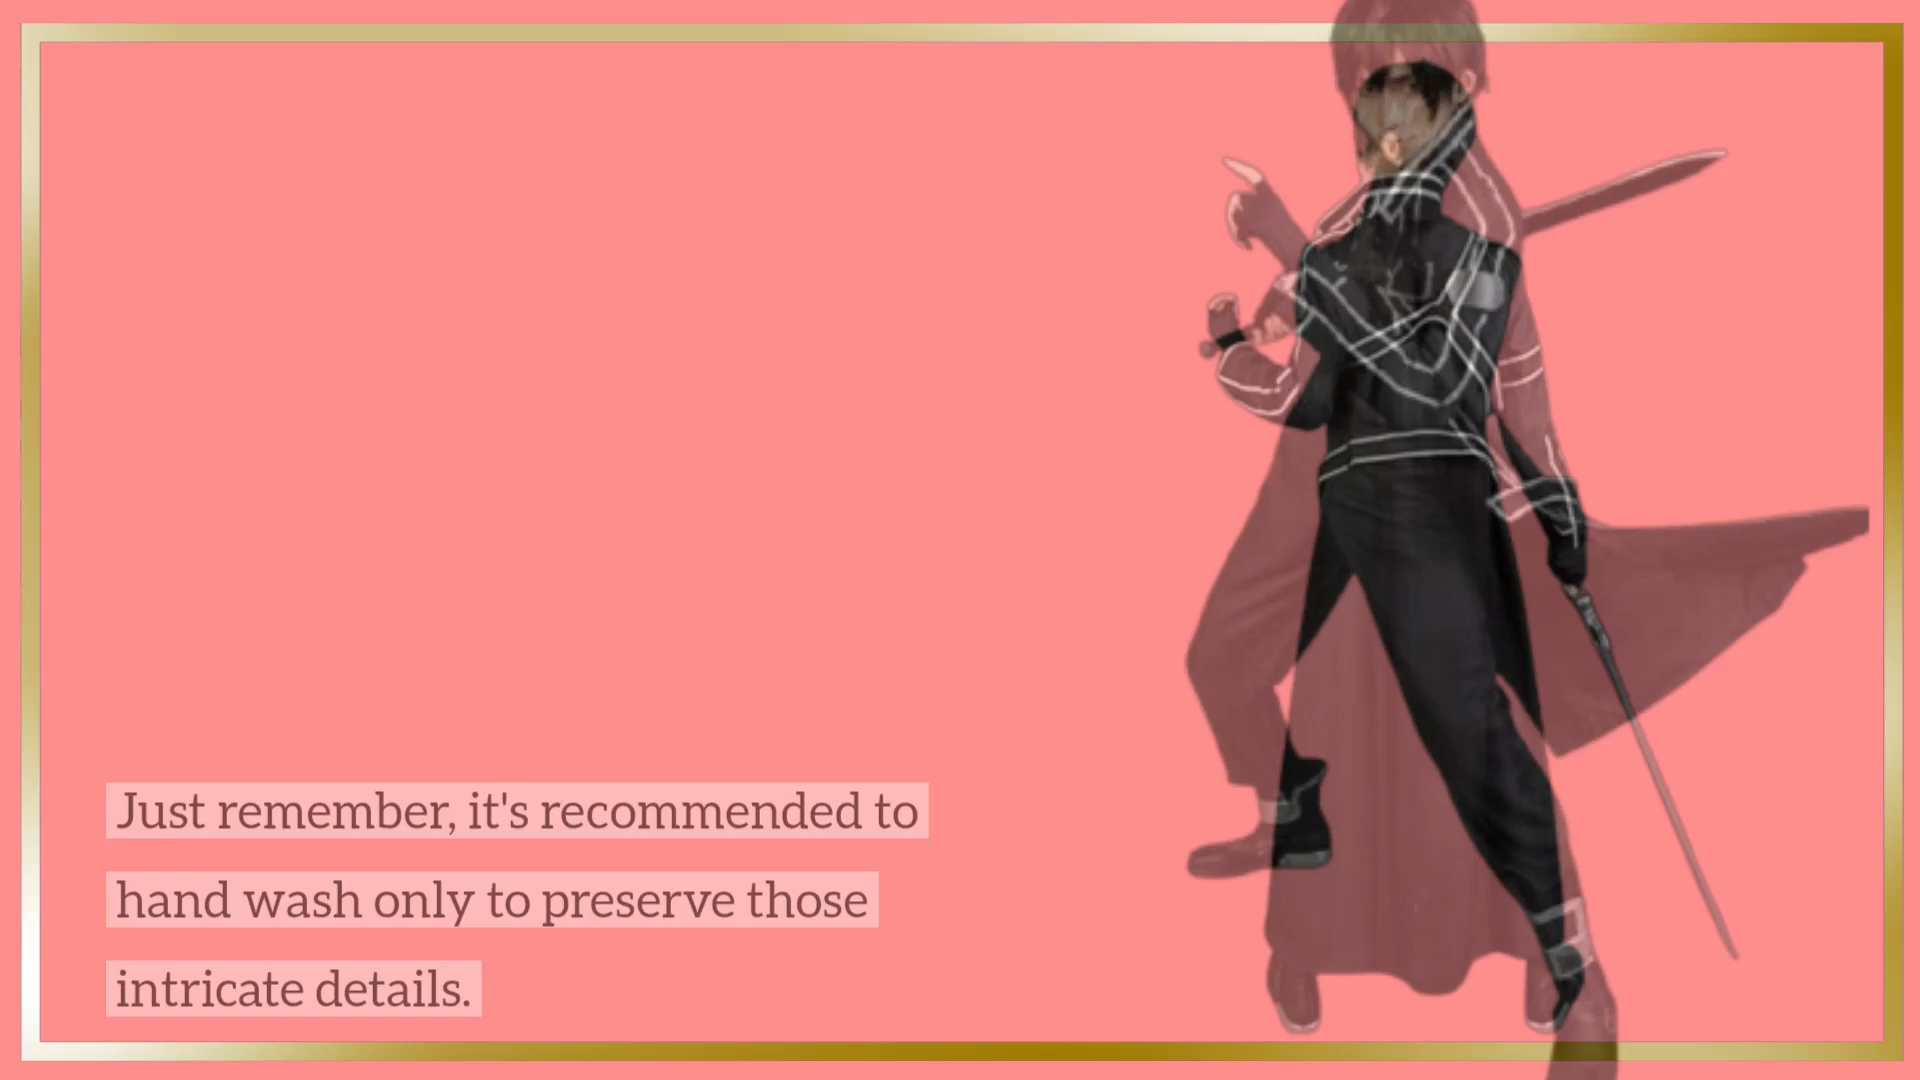 Just remember, it's recommended to
hand wash only to preserve those
intricate details.